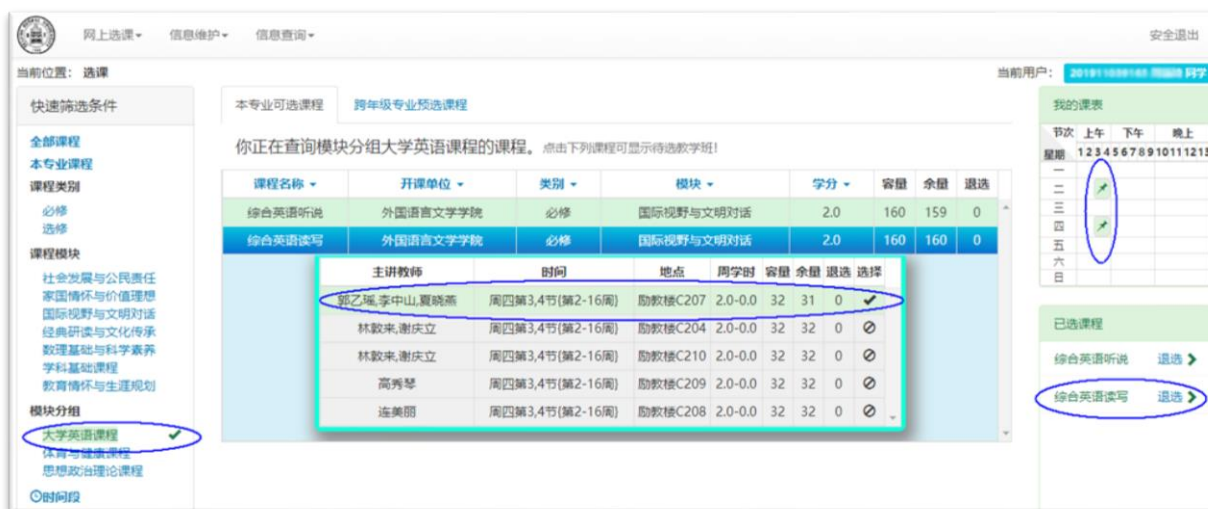 网上选课 信息维护 信息查询 安全退出
当前位置： 选课 当前用户： 同学
快速筛选条件
全部课程
本专业课程
课程类别
必修
选修
课程模块
社会发展与公民责任
家国情怀与价值理想
国际视野与文明对话
经典研读与文化传承
数理基础与科学素养
学科基础课程
教育情怀与生涯规划
模块分组
大学英语课程
体育与健康课程
思想政治理论课程
时间段
本专业可选课程 跨年级专业预选课程
你正在查询模块分组大学英语课程的课程。点击下列课程可显示待选教学班!
课程名称 开课单位 类别 模块 学分 容量 余量 退选
综合英语听说 外国语言文学学院 必修 国际视野与文明对话 2.0 160 159 0
综合英语读写 外国语言文学学院 必修 国际视野与文明对话 2.0 160 160 0
主讲教师 时间 地点 周学时 容量 余量 退选 选择
郭乙瑶,李中山,夏晓燕 周四第3,4节{第2-16周} 励教楼C207 2.0-0.0 32 31 0
林敦来,谢庆立 周四第3,4节{第2-16周} 励教楼C204 2.0-0.0 32 32 0
林敦来,谢庆立 周四第3,4节{第2-16周} 励教楼C210 2.0-0.0 32 32 0
高秀琴 周四第3,4节{第2-16周} 励教楼C209 2.0-0.0 32 32 0
连美丽 周四第3,4节{第2-16周} 励教楼C208 2.0-0.0 32 32 0
我的课表
节次 上午 下午 晚上
星期 1 2 3 4 5 6 7 8 9 10 11 12 13
一
二
三
四
五
六
日
已选课程
综合英语听说 退选
综合英语读写 退选